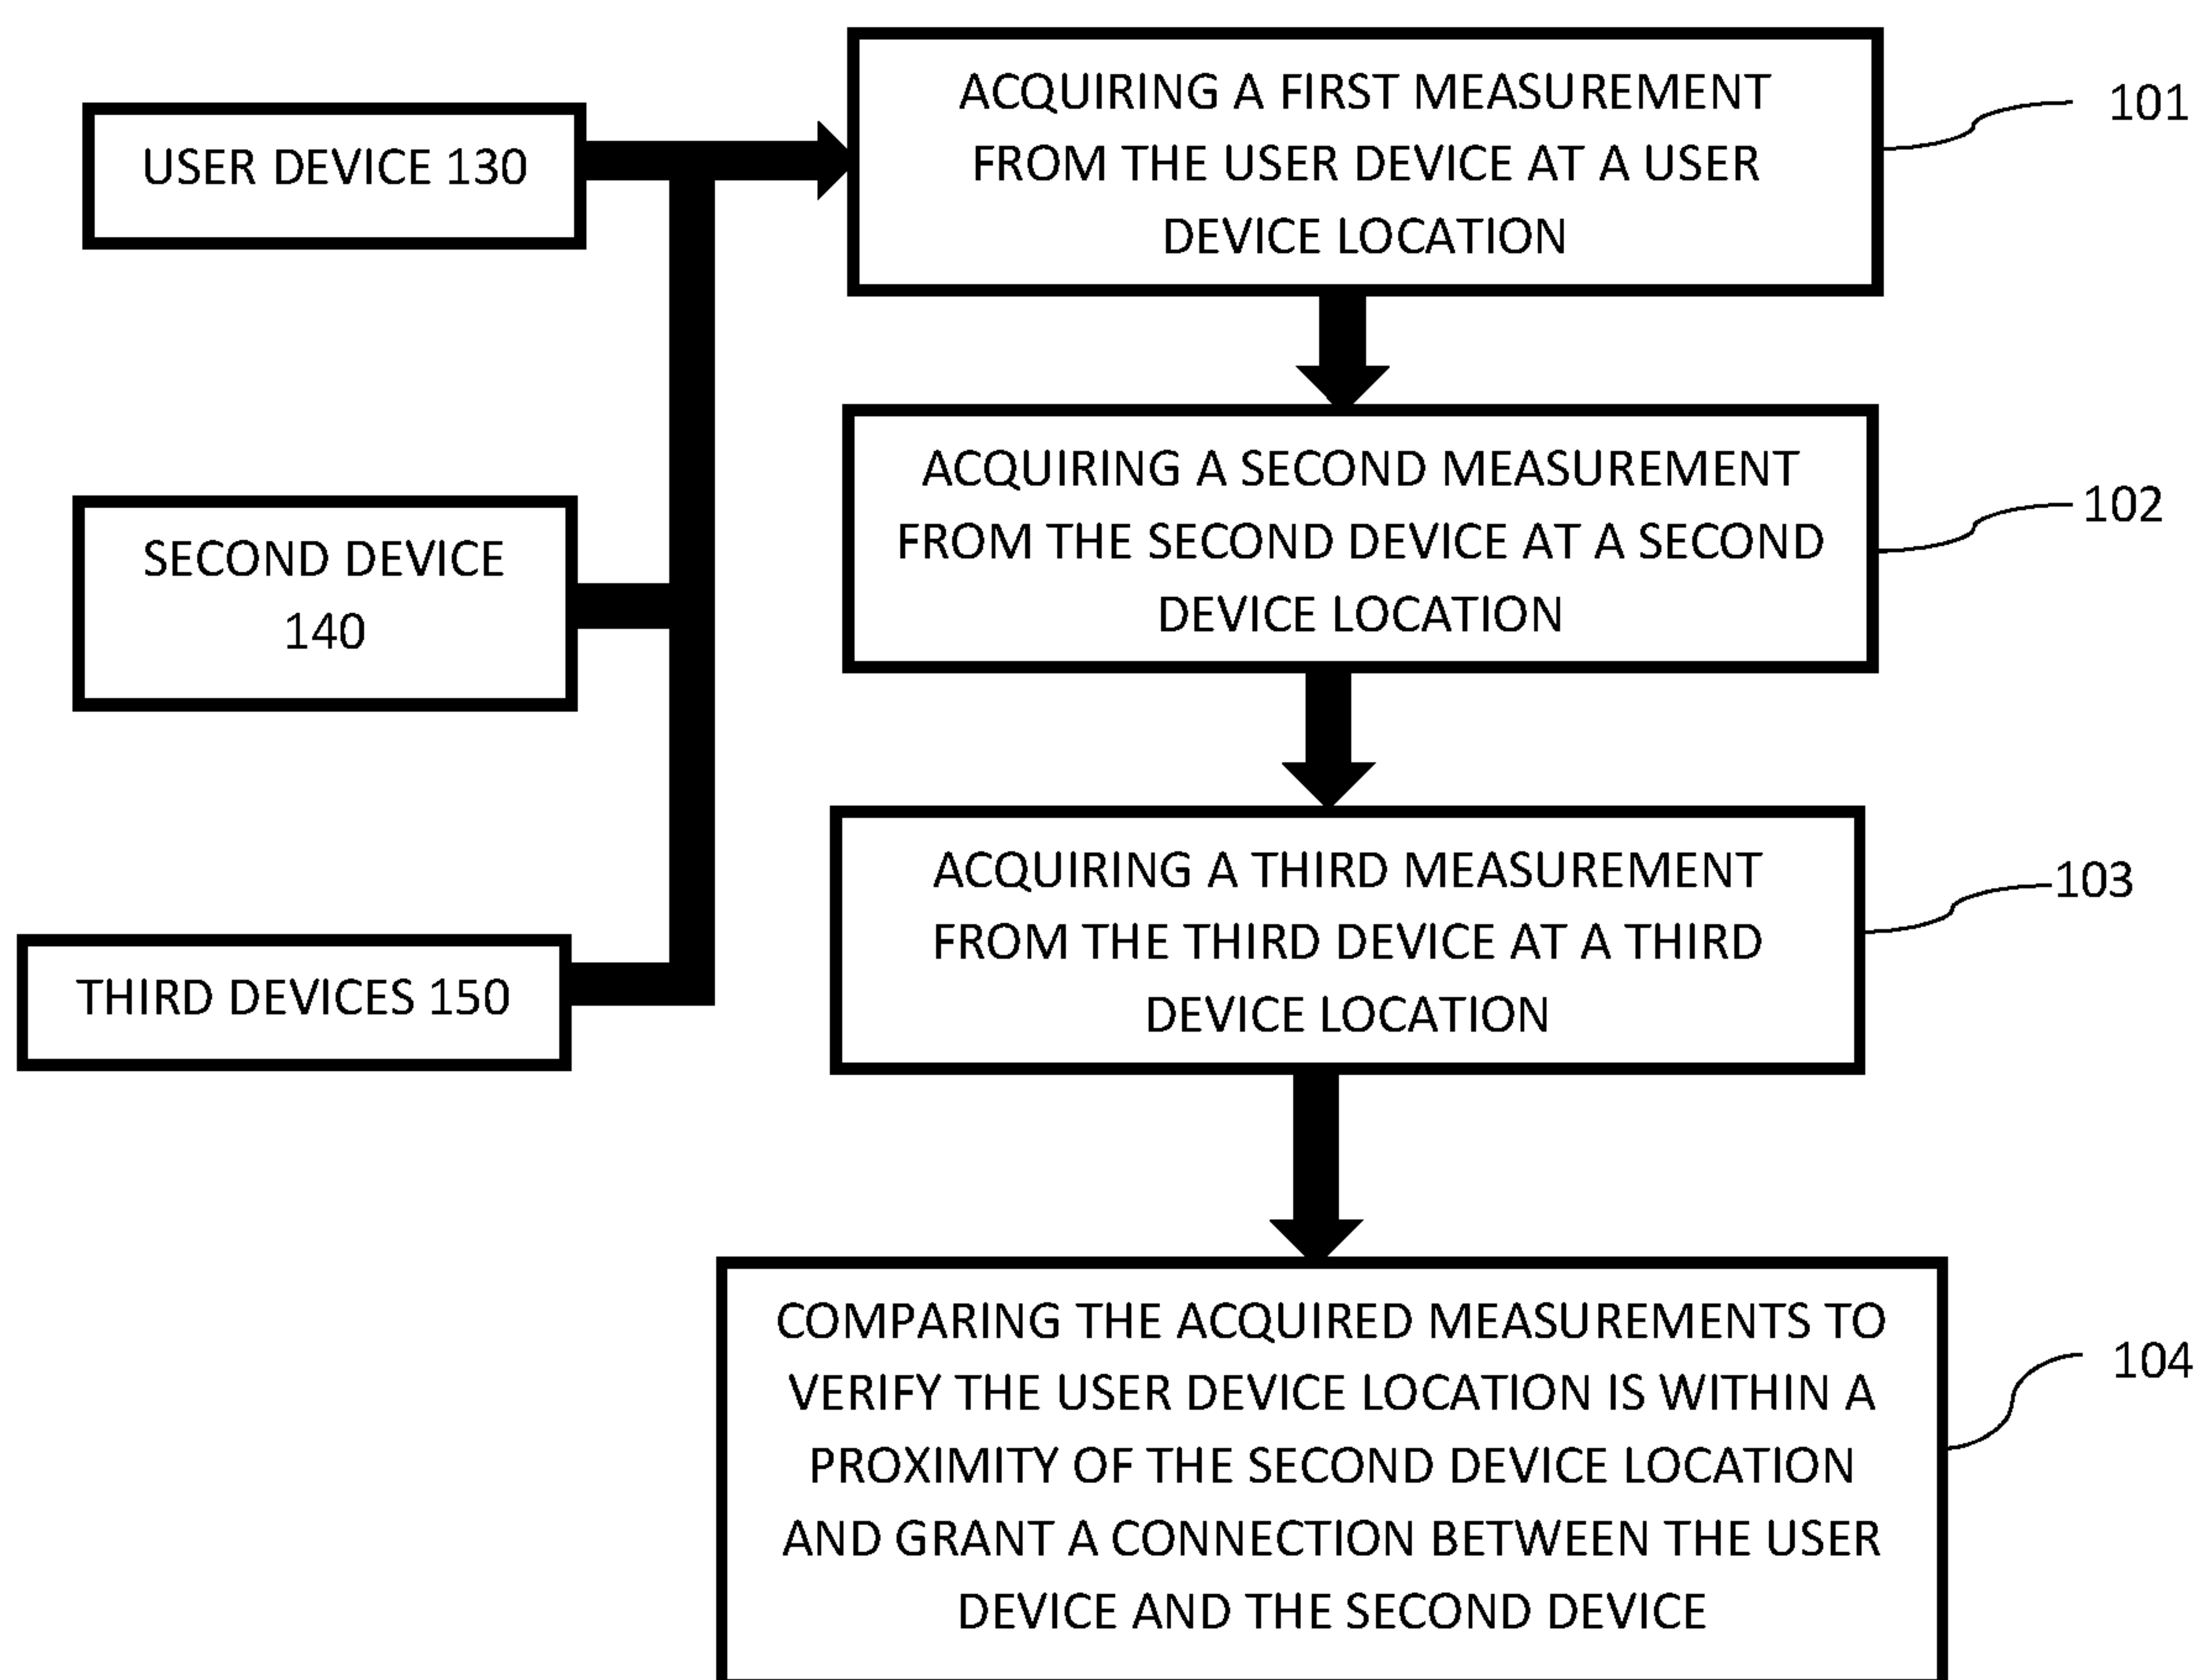 USER DEVICE 130
SECOND DEVICE
140
THIRD DEVICES 150
ACQUIRING A FIRST MEASUREMENT
FROM THE USER DEVICE AT A USER
DEVICE LOCATION
101
ACQUIRING A SECOND MEASUREMENT
FROM THE SECOND DEVICE AT A SECOND
DEVICE LOCATION
102
ACQUIRING A THIRD MEASUREMENT
FROM THE THIRD DEVICE AT A THIRD
DEVICE LOCATION
103
COMPARING THE ACQUIRED MEASUREMENTS TO
VERIFY THE USER DEVICE LOCATION IS WITHIN A
PROXIMITY OF THE SECOND DEVICE LOCATION
AND GRANT A CONNECTION BETWEEN THE USER
DEVICE AND THE SECOND DEVICE
104